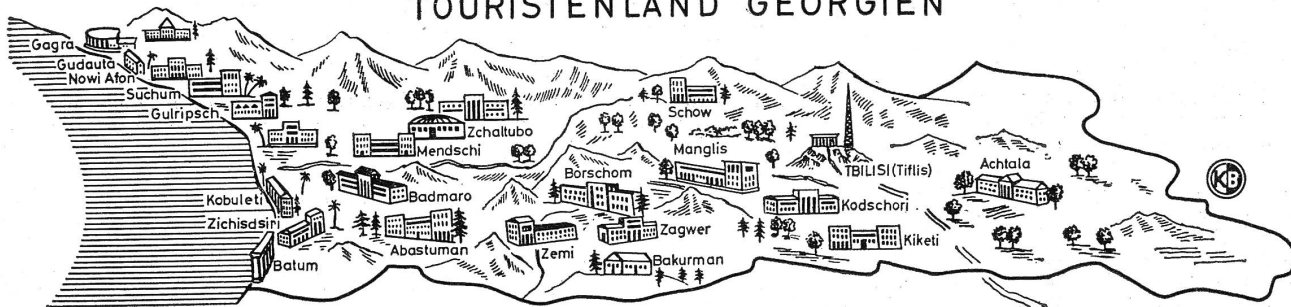 TOURISTENLAND GEORGIEN
Gagra
Gudauta
Nowi Afon
Suchum
Gulripsch
Schow
Zchaltubo
Mendschi
Manglis
TBILISI (Tiflis)
Achtala
KB
Borschom
Badmaro
Kobuleti
Kodschori
Zichisdsiri
Abastuman
Zemi
Zagwer
Kiketi
Batum
Bakurman